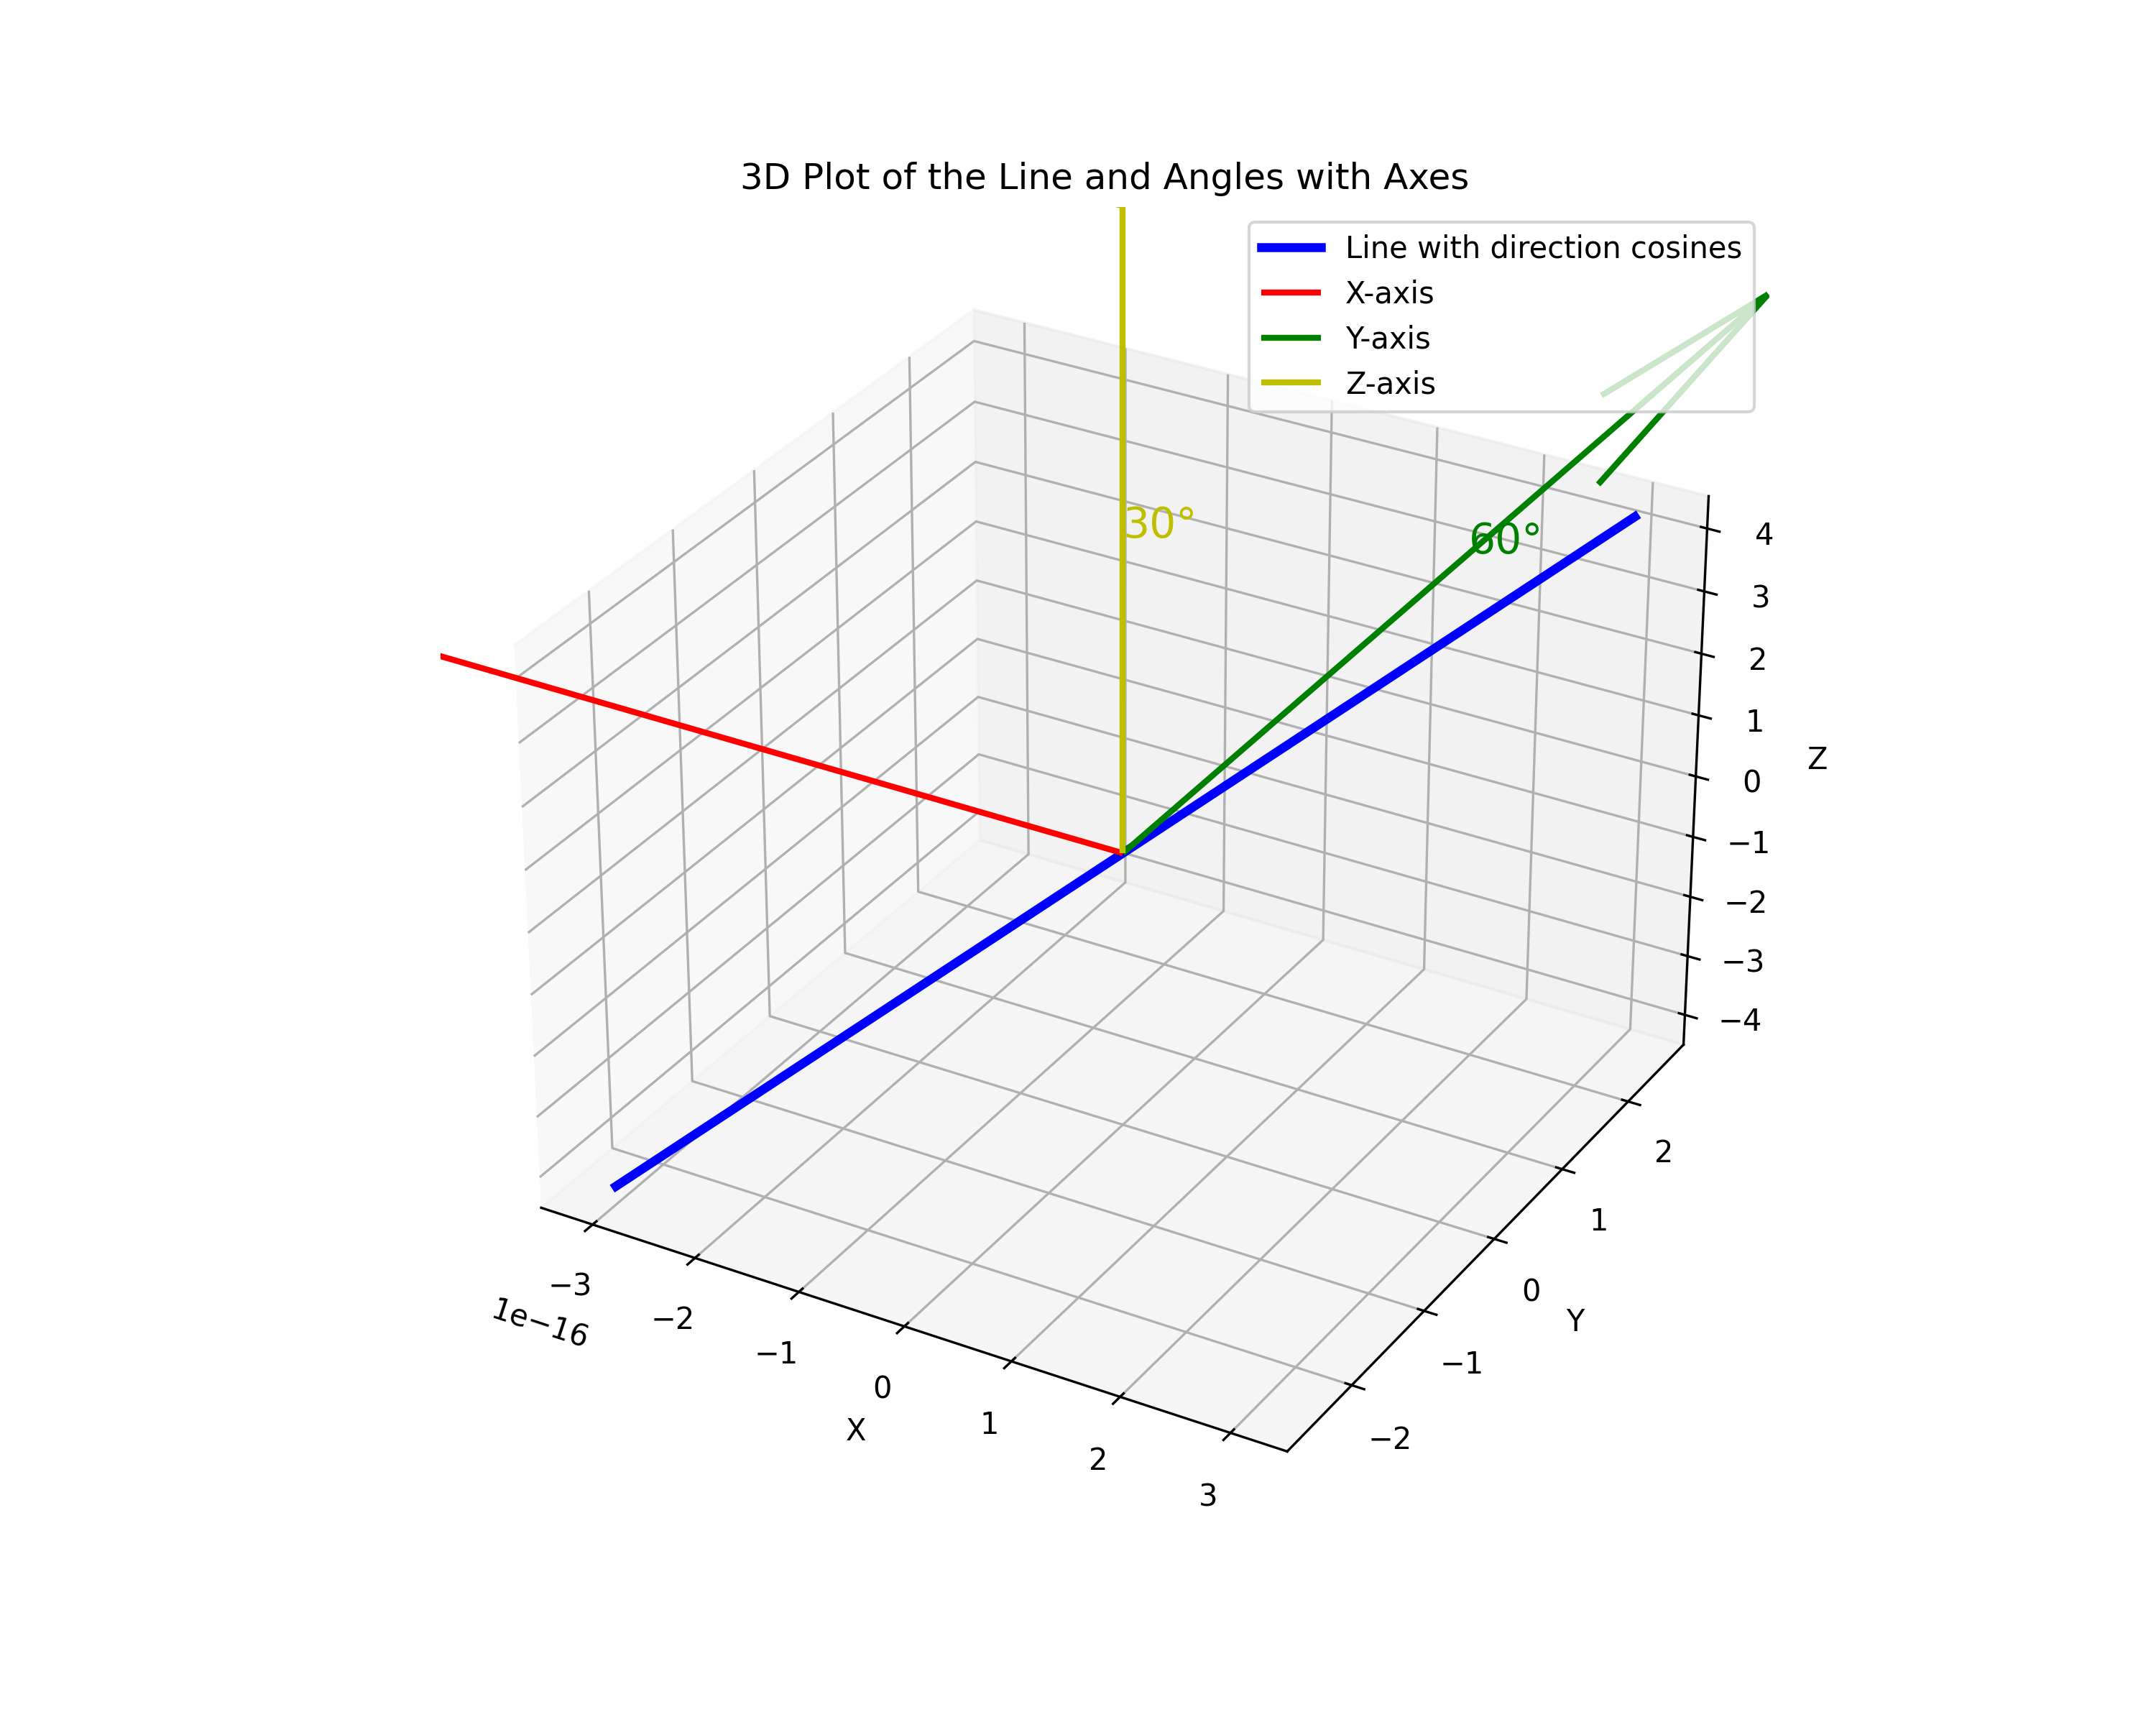 3D Plot of the Line and Angles with Axes
Line with direction cosines
X-axis
Y-axis
Z-axis
30°
60°
4
3
2
1
0
−1
−2
−3
−4
Z
2
1
0
−1
−2
Y
−3
−2
−1
0
1
2
3
1e−16
X